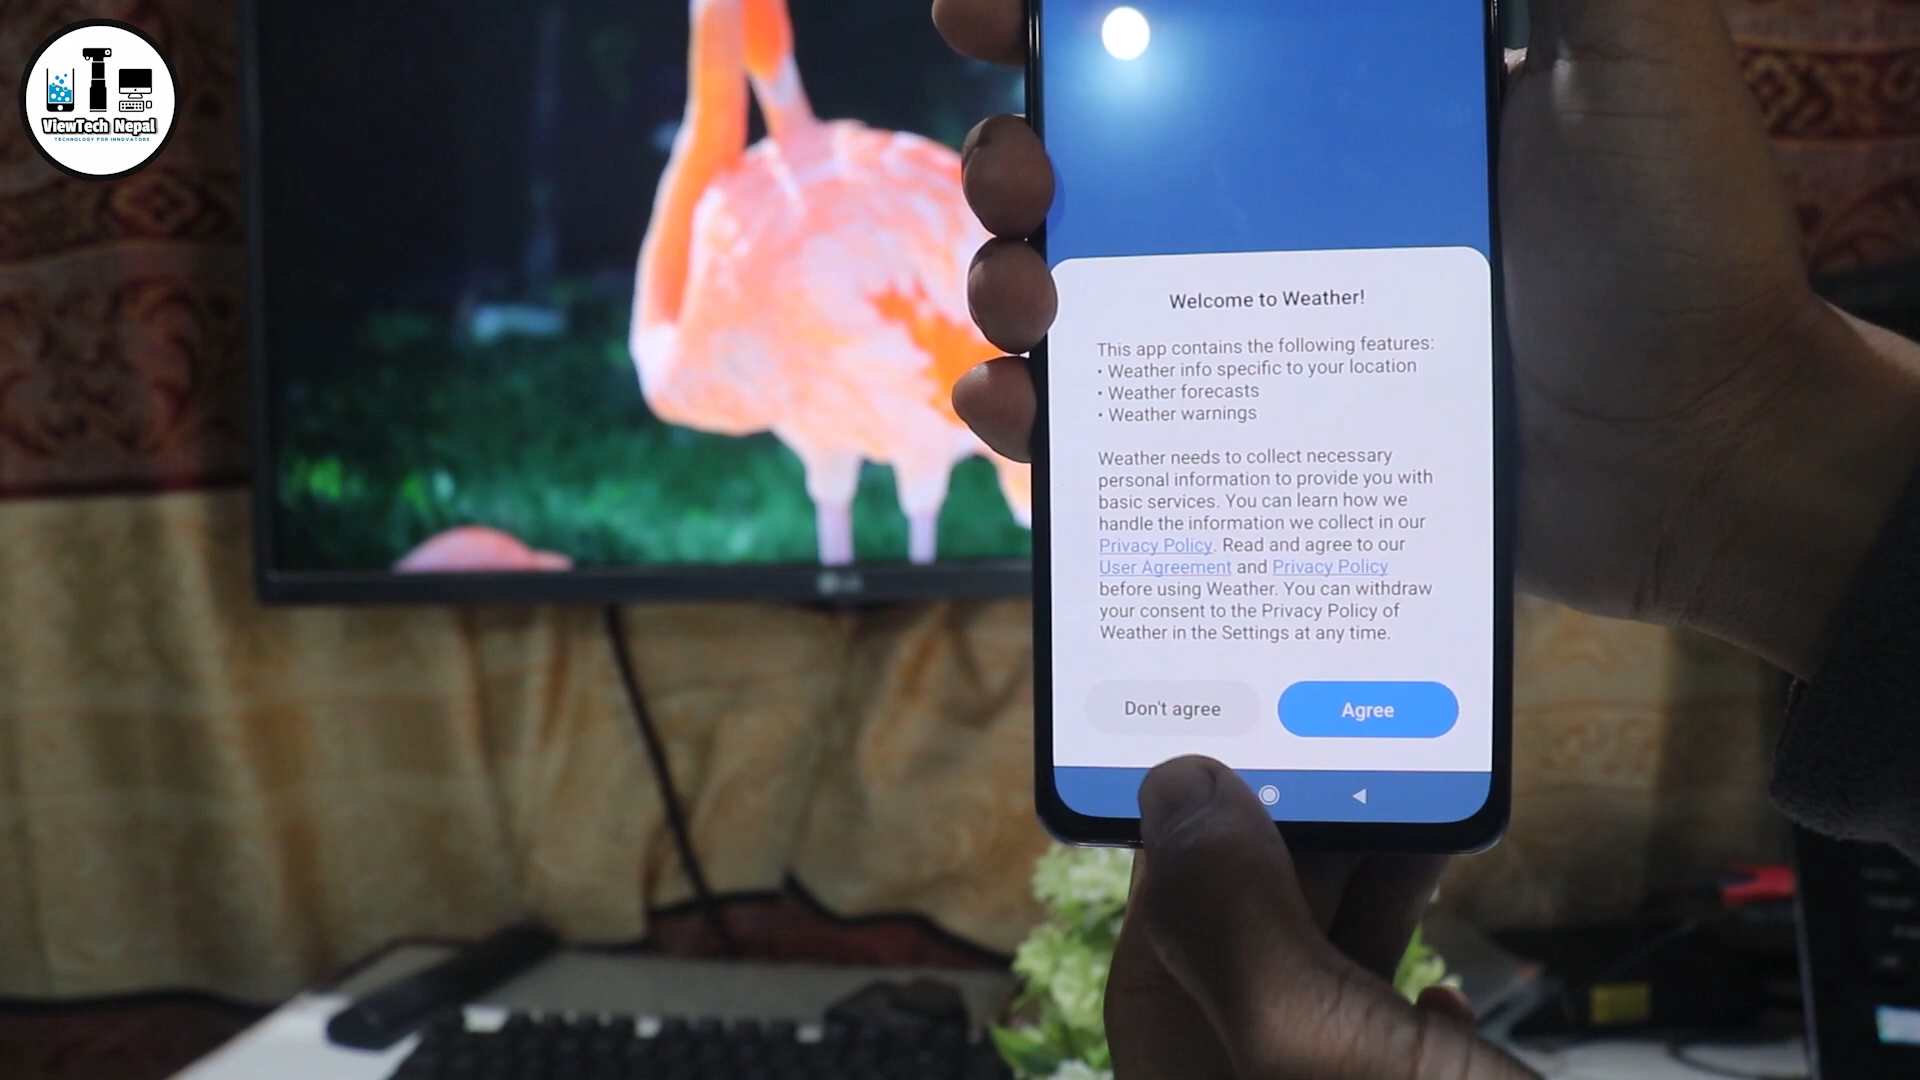 ViewTech Nepal
TECHNOLOGY FOR INNOVATORS
Welcome to Weather!
This app contains the following features:
• Weather info specific to your location
• Weather forecasts
• Weather warnings
Weather needs to collect necessary
personal information to provide you with
basic services. You can learn how we
handle the information we collect in our
Privacy Policy. Read and agree to our
User Agreement and Privacy Policy
before using Weather. You can withdraw
your consent to the Privacy Policy of
Weather in the Settings at any time.
Don't agree
Agree
LG